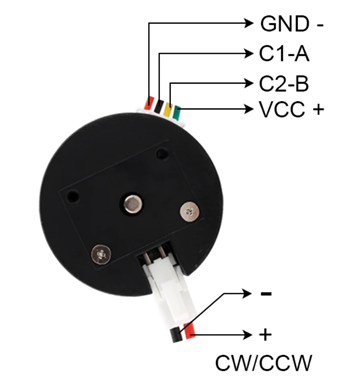 GND -
C1-A
C2-B
VCC +
-
+
CW/CCW